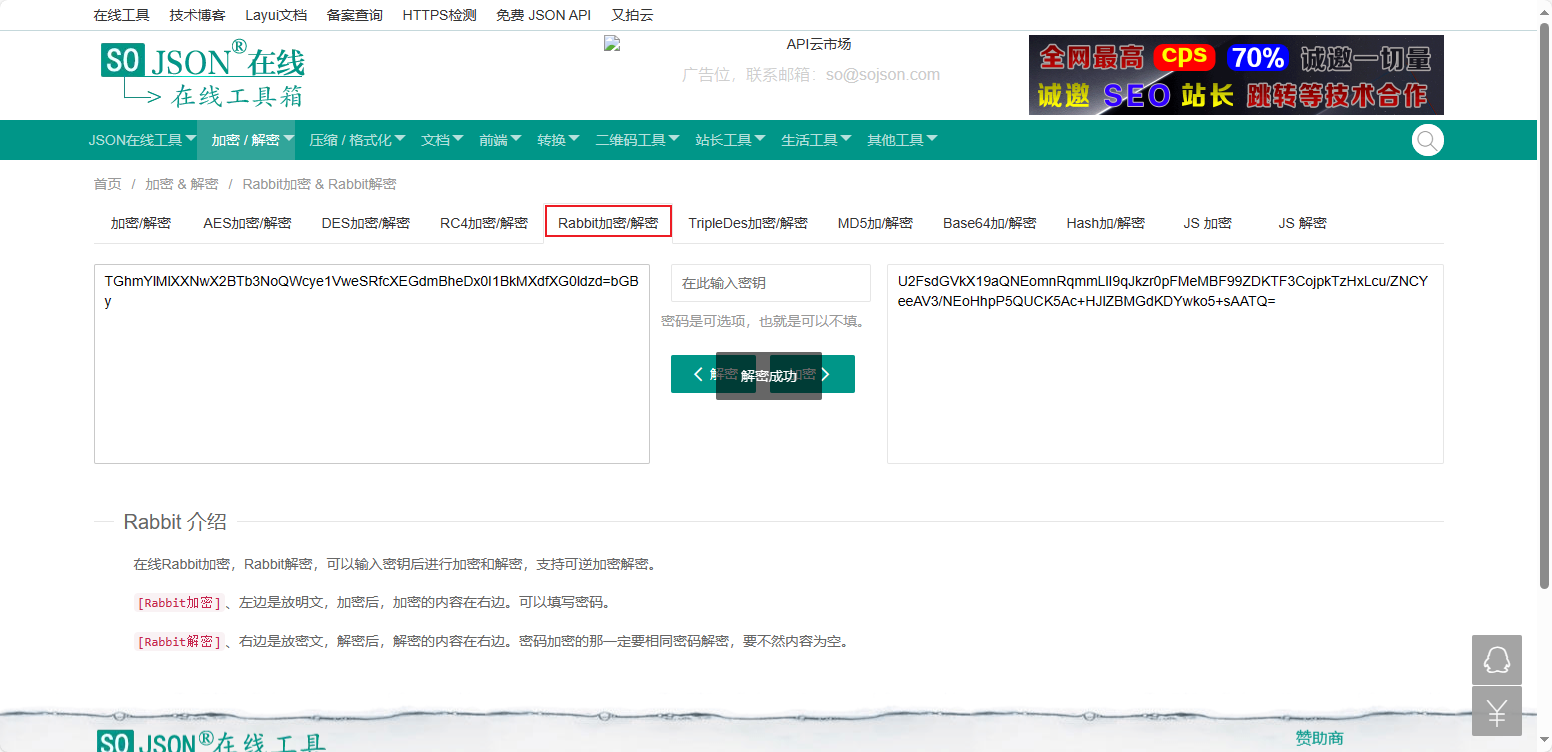 在线工具 技术博客 Layui文档 备案查询 HTTPS检测 免费 JSON API 又拍云
SO JSON®在线
在线工具箱
API云市场
广告位，联系邮箱：so@sojson.com
全网最高 cps 70% 诚邀一切量
诚邀 SEO 站长 跳转等技术合作
JSON在线工具 加密 / 解密 压缩 / 格式化 文档 前端 转换 二维码工具 站长工具 生活工具 其他工具
首页 / 加密 & 解密 / Rabbit加密 & Rabbit解密
加密/解密 AES加密/解密 DES加密/解密 RC4加密/解密 Rabbit加密/解密 TripleDes加密/解密 MD5加/解密 Base64加/解密 Hash加/解密 JS 加密 JS 解密
TGhmYlMlXXNwX2BTb3NoQWcye1VweSRfcXEGdmBheDx0I1BkMXdfXG0ldzd=bGB
y
在此输入密钥
密码是可选项，也就是可以不填。
解密 解密成功 加密
U2FsdGVkX19aQNEomnRqmmLlI9qJkzr0pFMeMBF99ZDKTF3CojpkTzHxLcu/ZNCY
eeAV3/NEoHhpP5QUCK5Ac+HJIZBMGdKDYwko5+sAATQ=
Rabbit 介绍
在线Rabbit加密，Rabbit解密，可以输入密钥后进行加密和解密，支持可逆加密解密。
[Rabbit加密]、左边是放明文，加密后，加密的内容在右边。可以填写密码。
[Rabbit解密]、右边是放密文，解密后，解密的内容在右边。密码加密的那一定要相同密码解密，要不然内容为空。
SO JSON®在线工具
赞助商